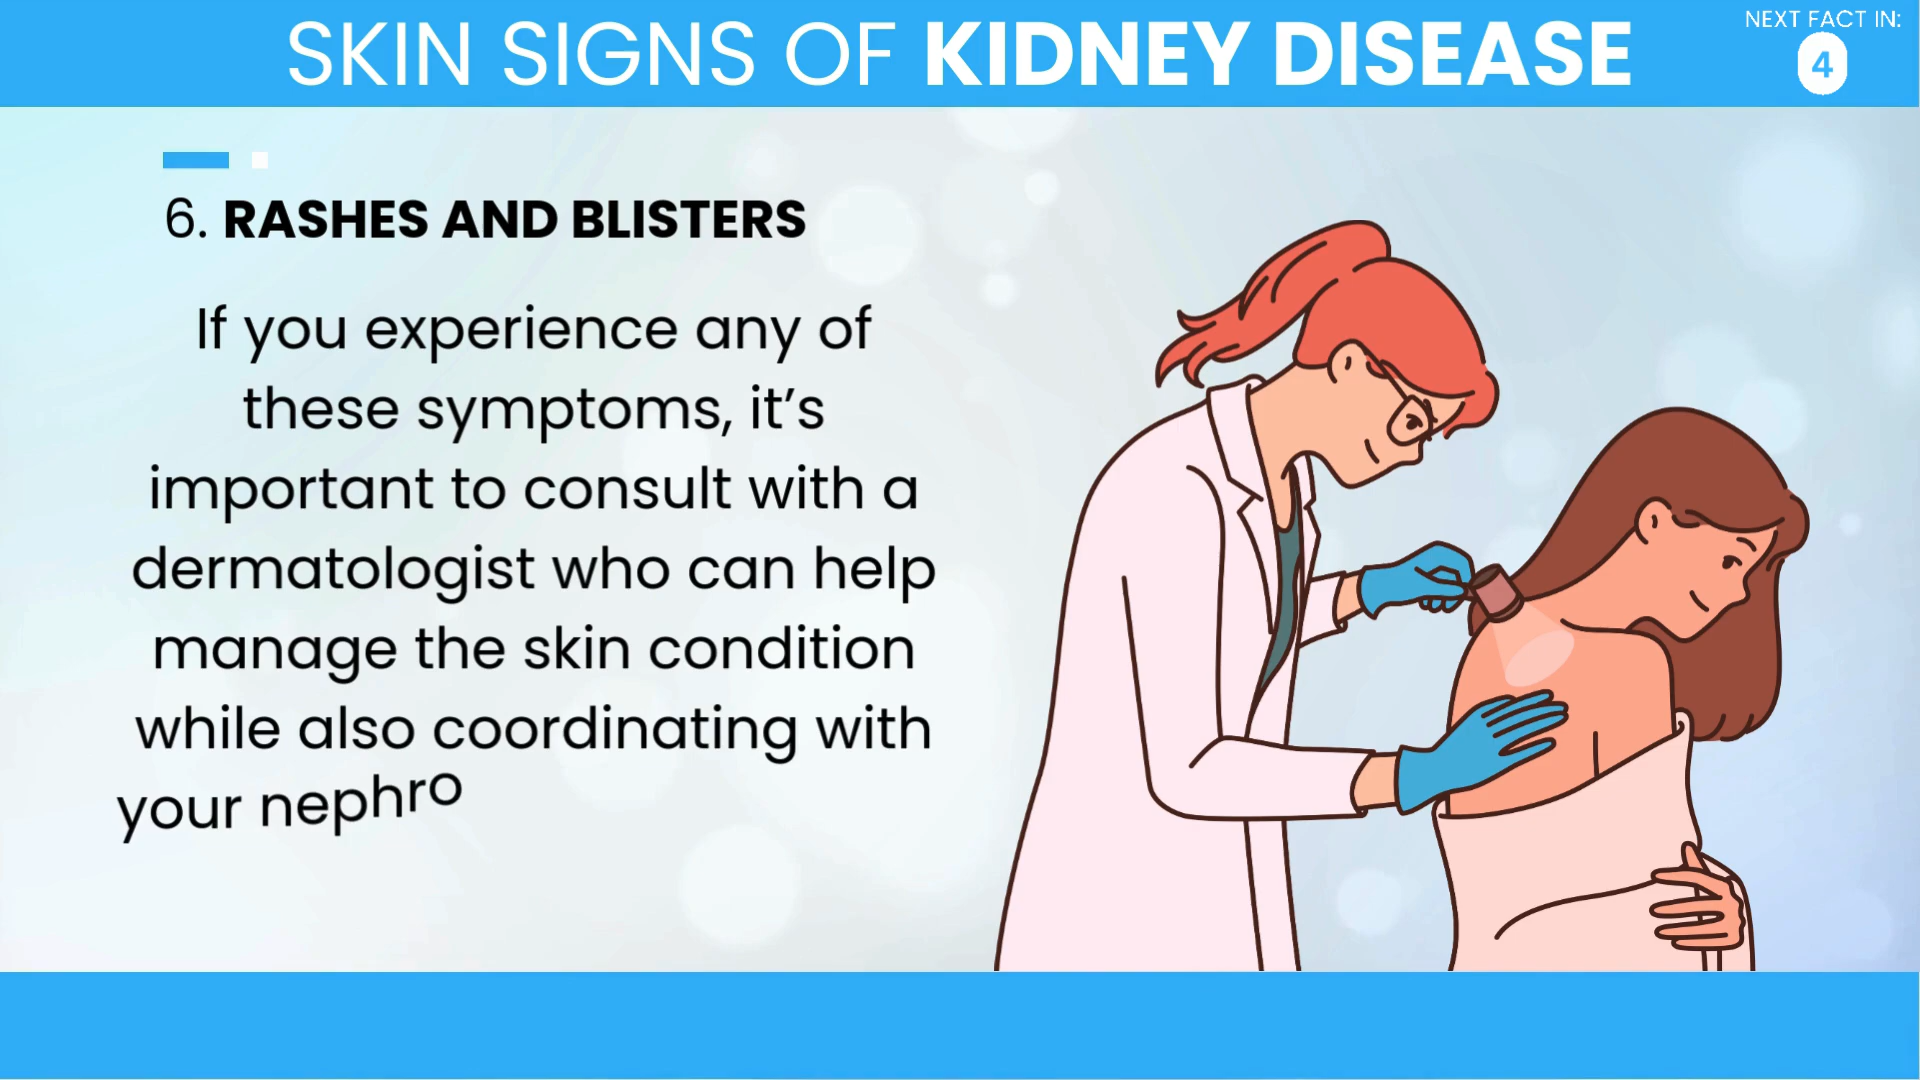 SKIN SIGNS OF KIDNEY DISEASE
NEXT FACT IN:
4
6. RASHES AND BLISTERS
If you experience any of
these symptoms, it’s
important to consult with a
dermatologist who can help
manage the skin condition
while also coordinating with
your nephro